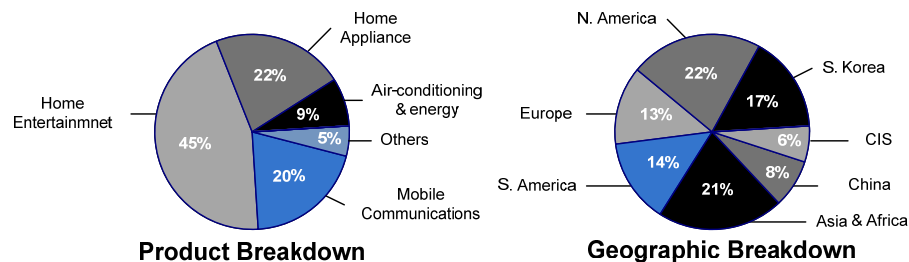 Home
Appliance
22%
Air-conditioning
& energy
9%
Home
Entertainmnet
45%
5%
Others
20%
Mobile
Communications
Product Breakdown
N. America
22%
S. Korea
17%
Europe
13%
6%
CIS
14%
8%
S. America
China
21%
Asia & Africa
Geographic Breakdown